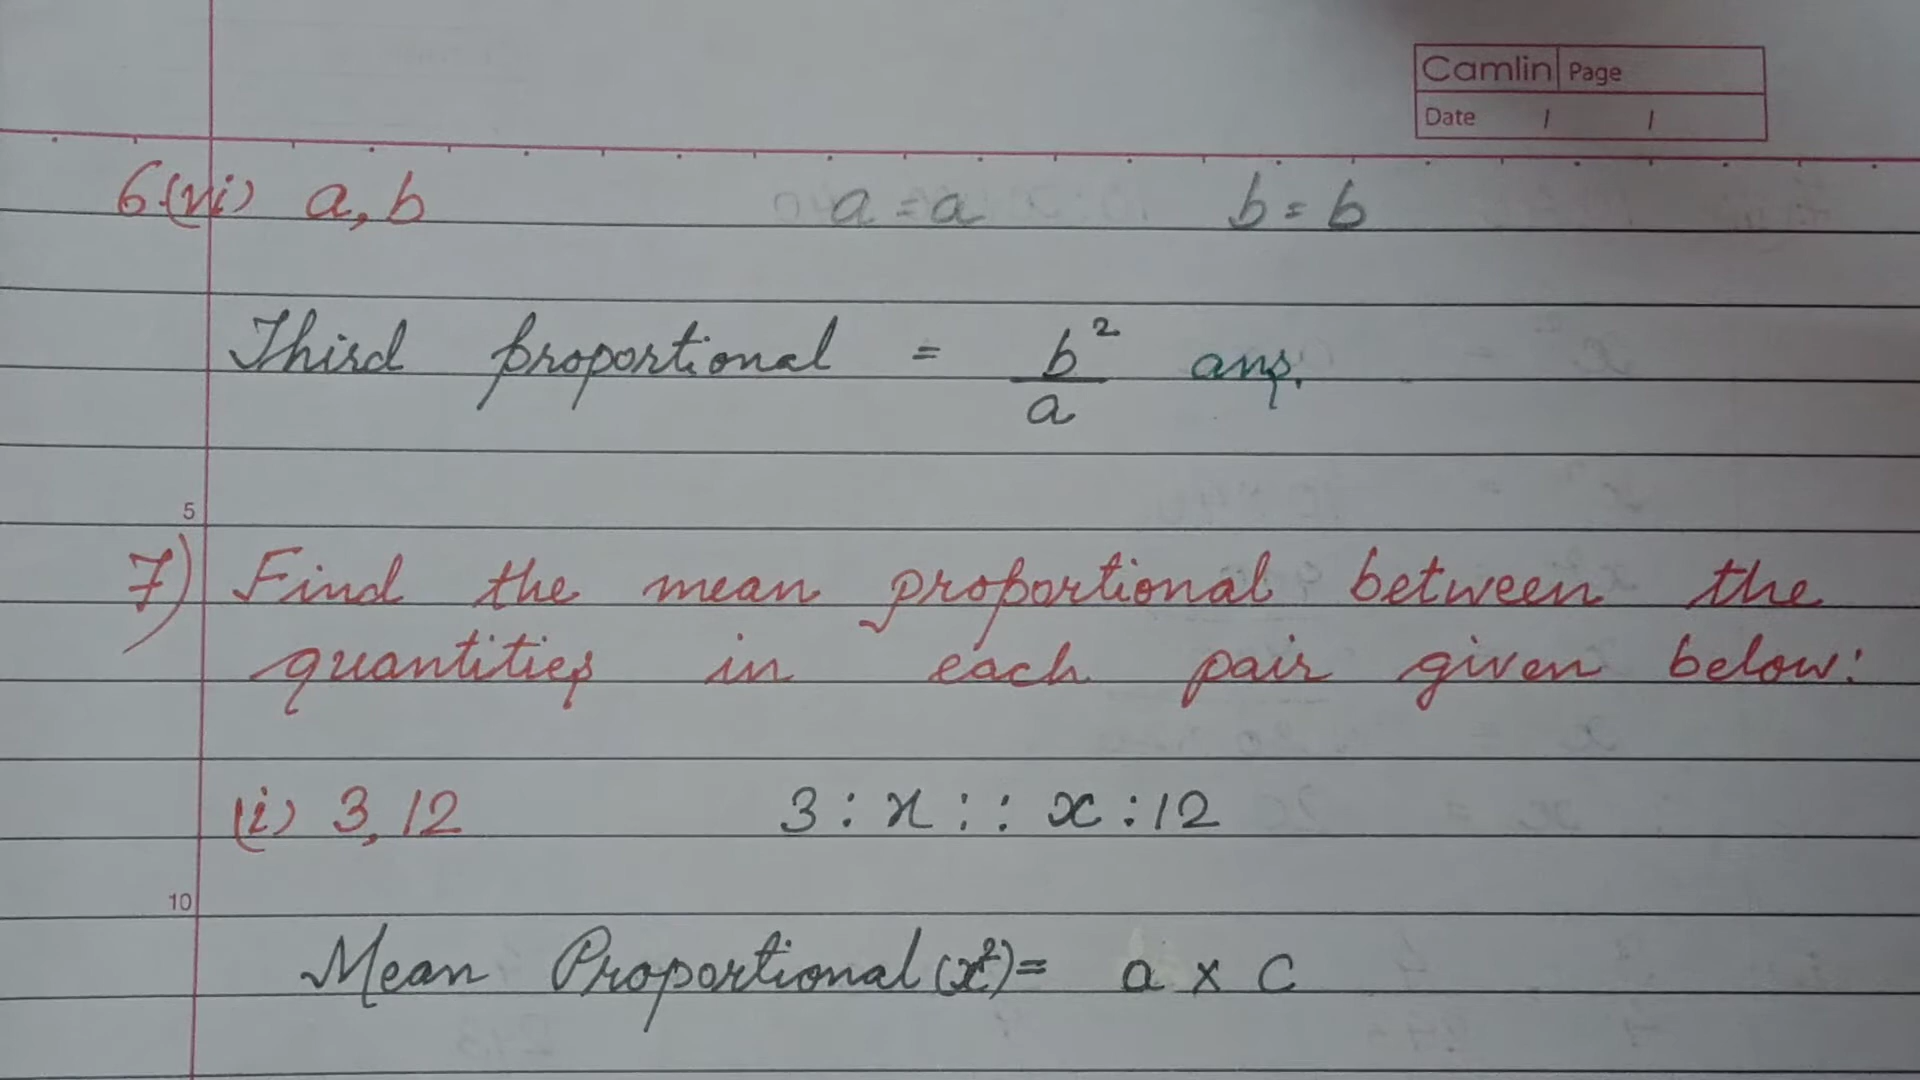 Camlin Page
Date / /
6.(vi) a, b a = a b = b
Third proportional = b²/a ans.
5
7) Find the mean proportional between the
quantities in each pair given below:
(i) 3, 12 3 : x : : x : 12
10
Mean Proportional (x²) = a x c